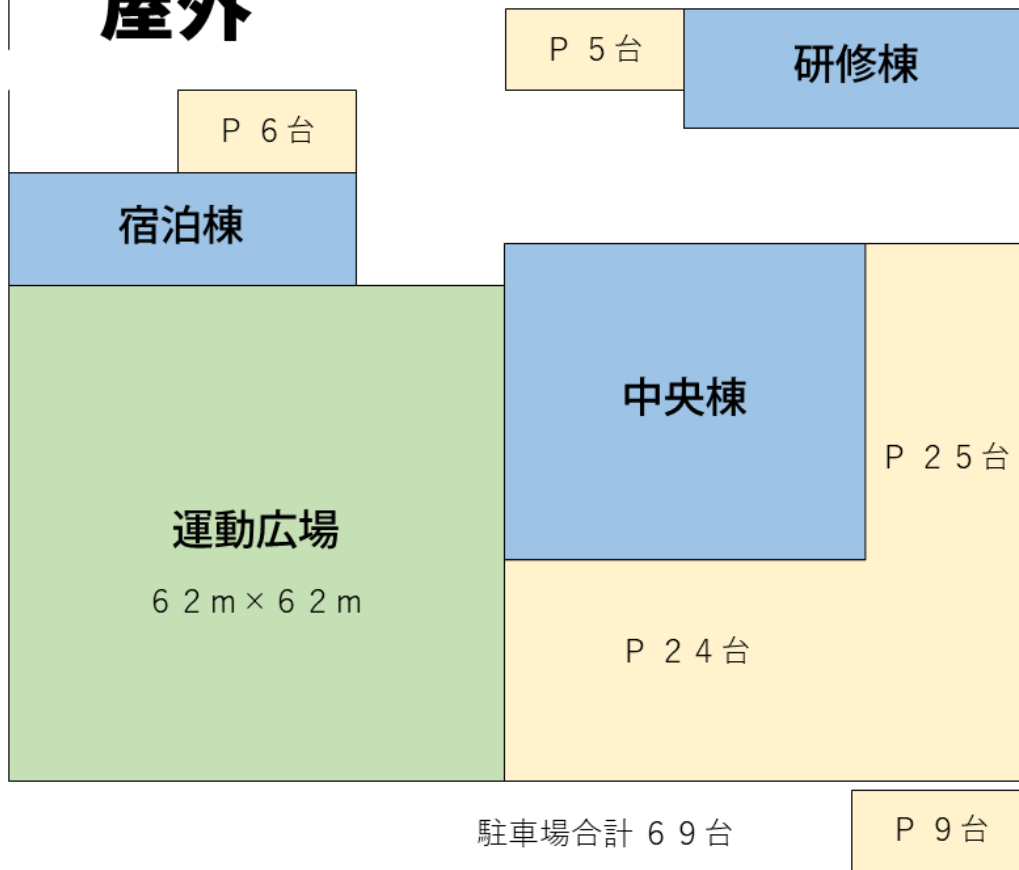 屋外
Ｐ ５台
研修棟
Ｐ ６台
宿泊棟
中央棟
Ｐ ２５台
運動広場
６２ｍ×６２ｍ
Ｐ ２４台
駐車場合計 ６９台
Ｐ ９台